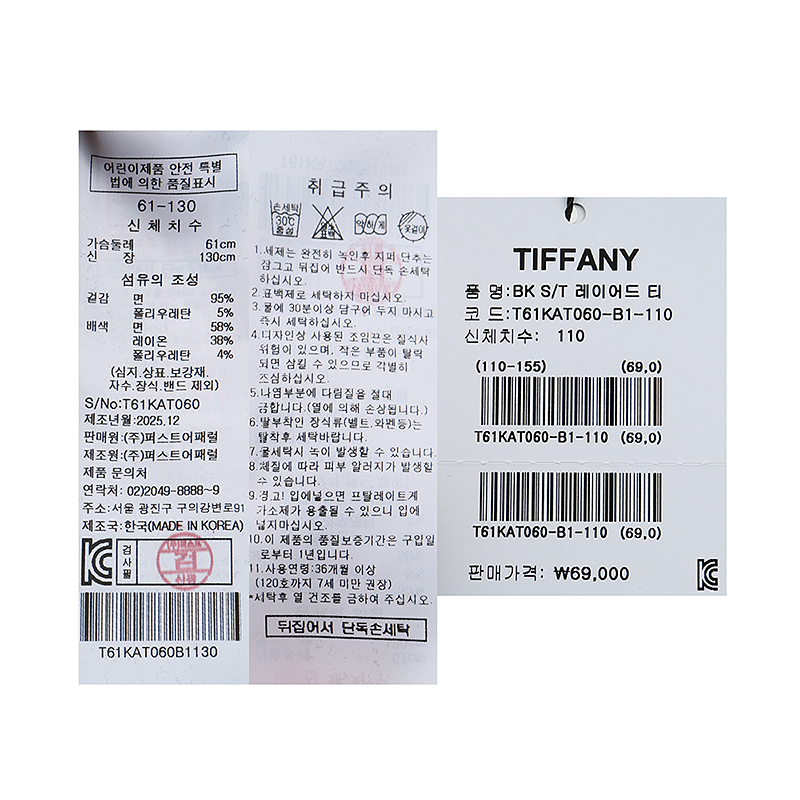 어린이제품 안전 특별
법에 의한 품질표시
61-130
신 체 치 수
가슴둘레 61cm
신 장 130cm
섬유의 조성
겉감 면 95%
폴리우레탄 5%
배색 면 58%
레이온 38%
폴리우레탄 4%
(심지.상표.보강재.
자수.장식.밴드 제외)
S/No:T61KAT060
제조년월:2025.12
판매원:(주)퍼스트어패럴
제조원:(주)퍼스트어패럴
제품 문의처
연락처: 02)2049-8888~9
주소:서울 광진구 구의강변로91
제조국:한국(MADE IN KOREA)
검사필
검
T61KAT060B1130
취 급 주 의
손세탁
30℃
중성
약하게
옷걸이
1.세제는 완전히 녹인후 지퍼 단추는
잠그고 뒤집어 반드시 단독 손세탁
하십시오.
2.표백제로 세탁하지 마십시오.
3.물에 30분이상 담구어 두지 마시고
즉시 세탁하십시오.
4.디자인상 사용된 조임끈은 질식사
위험이 있으며, 작은 부품이 탈락
되면 삼킬 수 있으므로 각별히
조심하십시오.
5.나염부분에 다림질을 절대
금합니다.(열에 의해 손상됩니다.)
6.탈부착인 장식류(벨트.와펜등)는
탈착후 세탁바랍니다.
7.물세탁시 녹이 발생할 수 있습니다.
8.체질에 따라 피부 알러지가 발생할
수 있습니다.
9.경고! 입에넣으면 프탈레이트계
가소제가 용출될 수 있으니 입에
넣지마십시오.
10.이 제품의 품질보증기간은 구입일
로부터 1년입니다.
11.사용연령:36개월 이상
(120호까지 7세 미만 권장)
*세탁후 열 건조를 금하여 주십시오.
뒤집어서 단독손세탁
TIFFANY
품 명:BK S/T 레이어드 티
코 드:T61KAT060-B1-110
신체치수: 110
(110-155) (69,0)
T61KAT060-B1-110 (69,0)
T61KAT060-B1-110 (69,0)
판매가격: ₩69,000